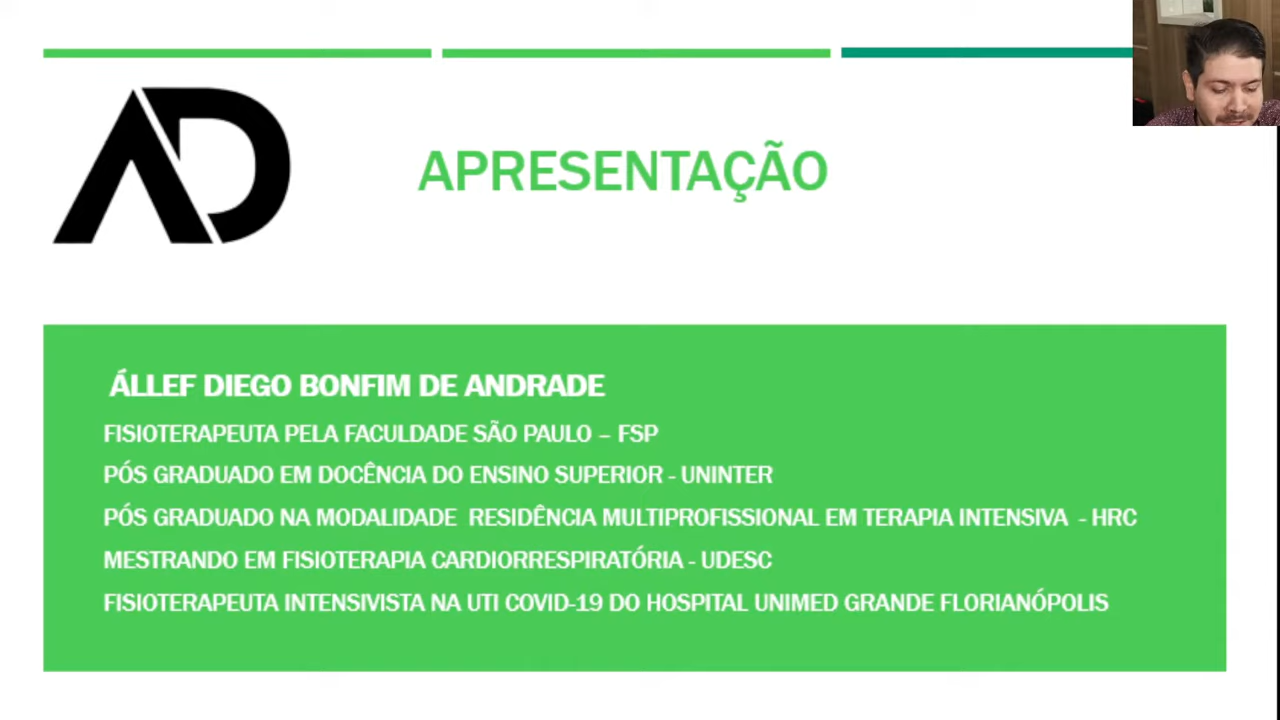 AD
APRESENTAÇÃO
ÁLLEF DIEGO BONFIM DE ANDRADE
FISIOTERAPEUTA PELA FACULDADE SÃO PAULO – FSP
PÓS GRADUADO EM DOCÊNCIA DO ENSINO SUPERIOR - UNINTER
PÓS GRADUADO NA MODALIDADE RESIDÊNCIA MULTIPROFISSIONAL EM TERAPIA INTENSIVA - HRC
MESTRANDO EM FISIOTERAPIA CARDIORRESPIRATÓRIA - UDESC
FISIOTERAPEUTA INTENSIVISTA NA UTI COVID-19 DO HOSPITAL UNIMED GRANDE FLORIANÓPOLIS